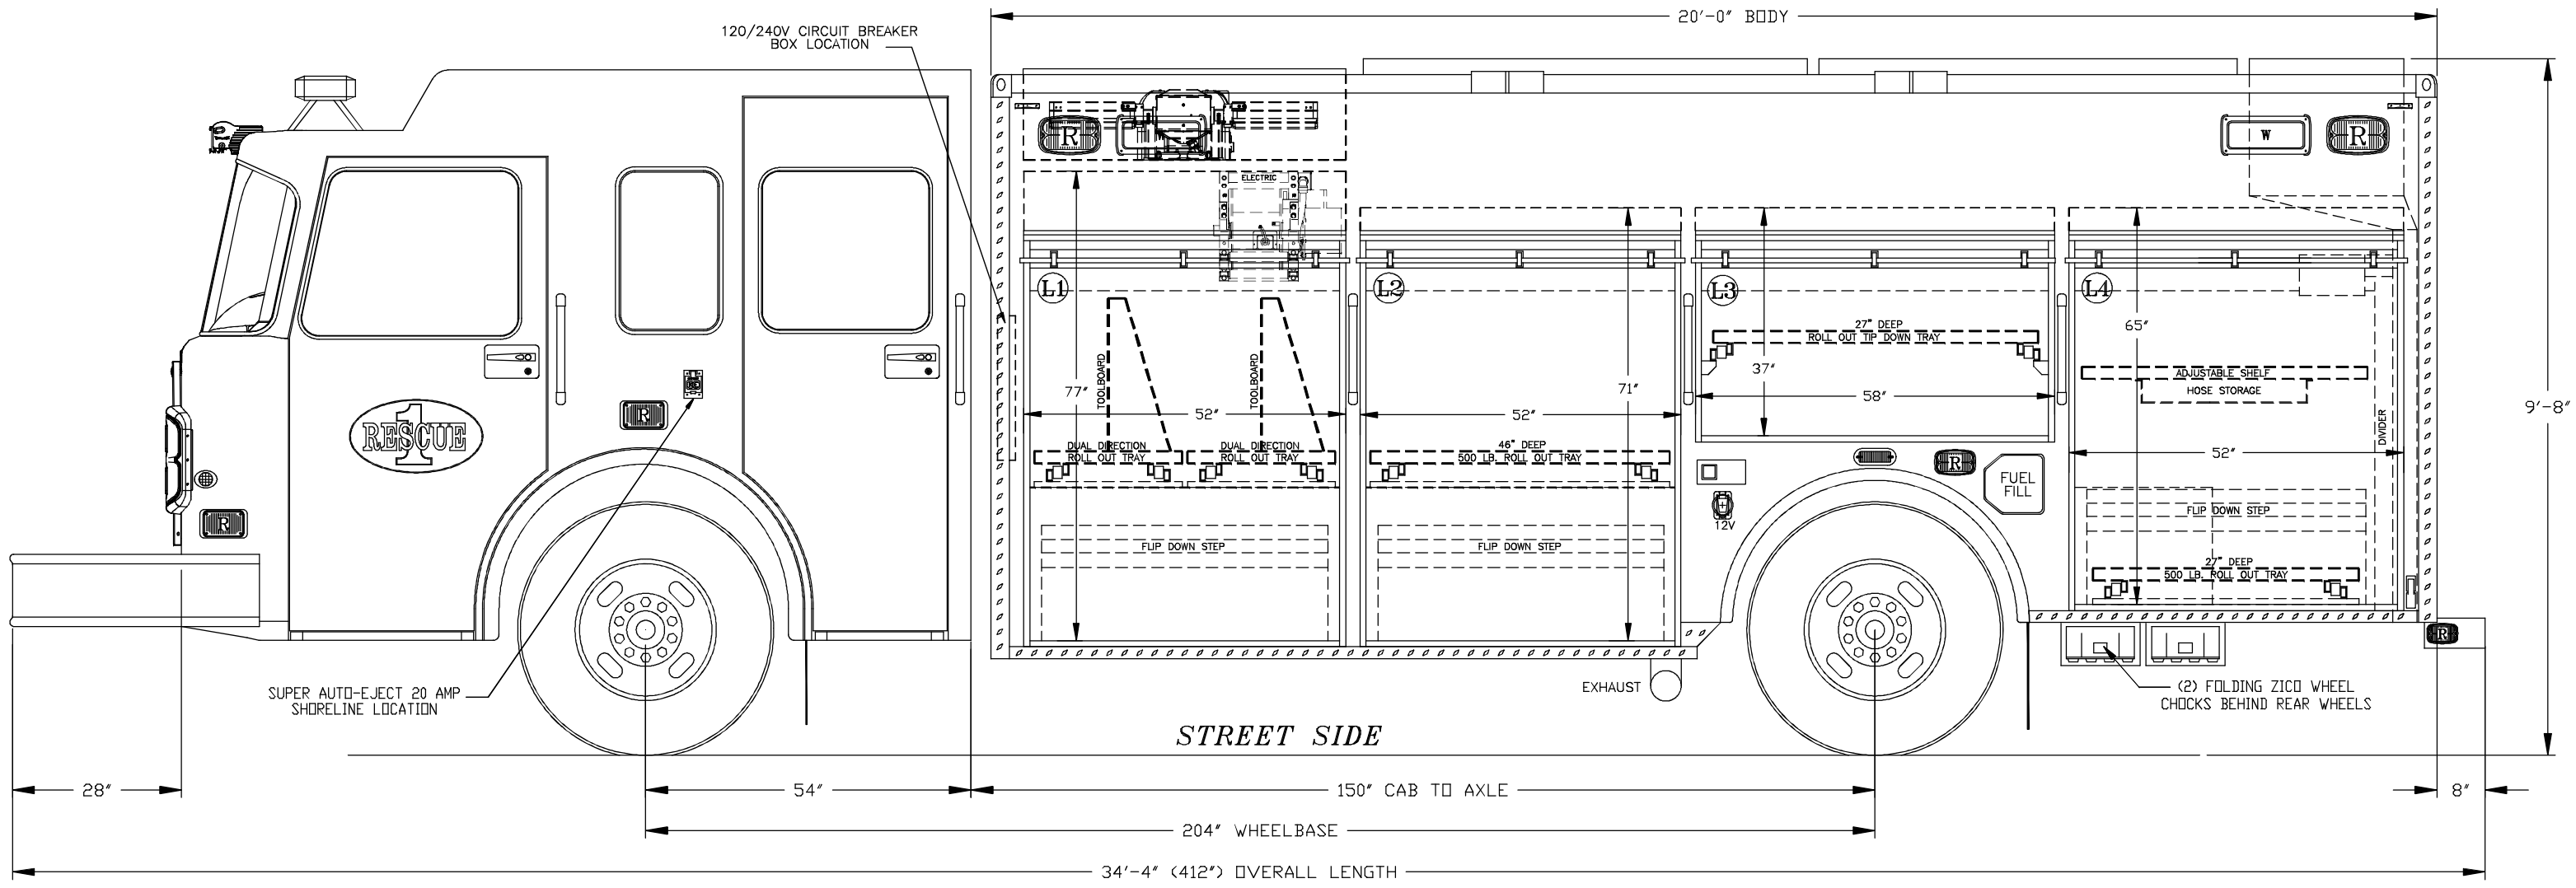 20'-0" BODY
120/240V CIRCUIT BREAKER
BOX LOCATION
R
W
R
ELECTRIC
L1
L2
L3
L4
27" DEEP
ROLL OUT TIP DOWN TRAY
65"
37"
ADJUSTABLE SHELF
HOSE STORAGE
TOOLBOARD
TOOLBOARD
77"
71"
58"
9'-8"
52"
52"
R
RESCUE
1
DIVIDER
DUAL DIRECTION
ROLL OUT TRAY
DUAL DIRECTION
ROLL OUT TRAY
46" DEEP
500 LB. ROLL OUT TRAY
52"
R
FUEL
FILL
R
12V
FLIP DOWN STEP
FLIP DOWN STEP
FLIP DOWN STEP
27" DEEP
500 LB. ROLL OUT TRAY
R
EXHAUST
SUPER AUTO-EJECT 20 AMP
SHORELINE LOCATION
(2) FOLDING ZICO WHEEL
CHOCKS BEHIND REAR WHEELS
STREET SIDE
28"
54"
150" CAB TO AXLE
8"
204" WHEELBASE
34'-4" (412") OVERALL LENGTH